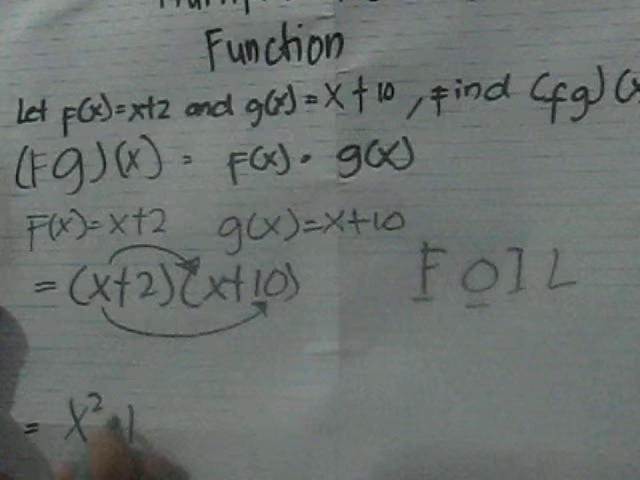 Function
Let F(x)=x+2 and g(x)=x+10, Find (fg)(x
(Fg)(x) = F(x) • g(x)
F(x)=x+2 g(x)=x+10
=(x+2)(x+10) FOIL
= x²